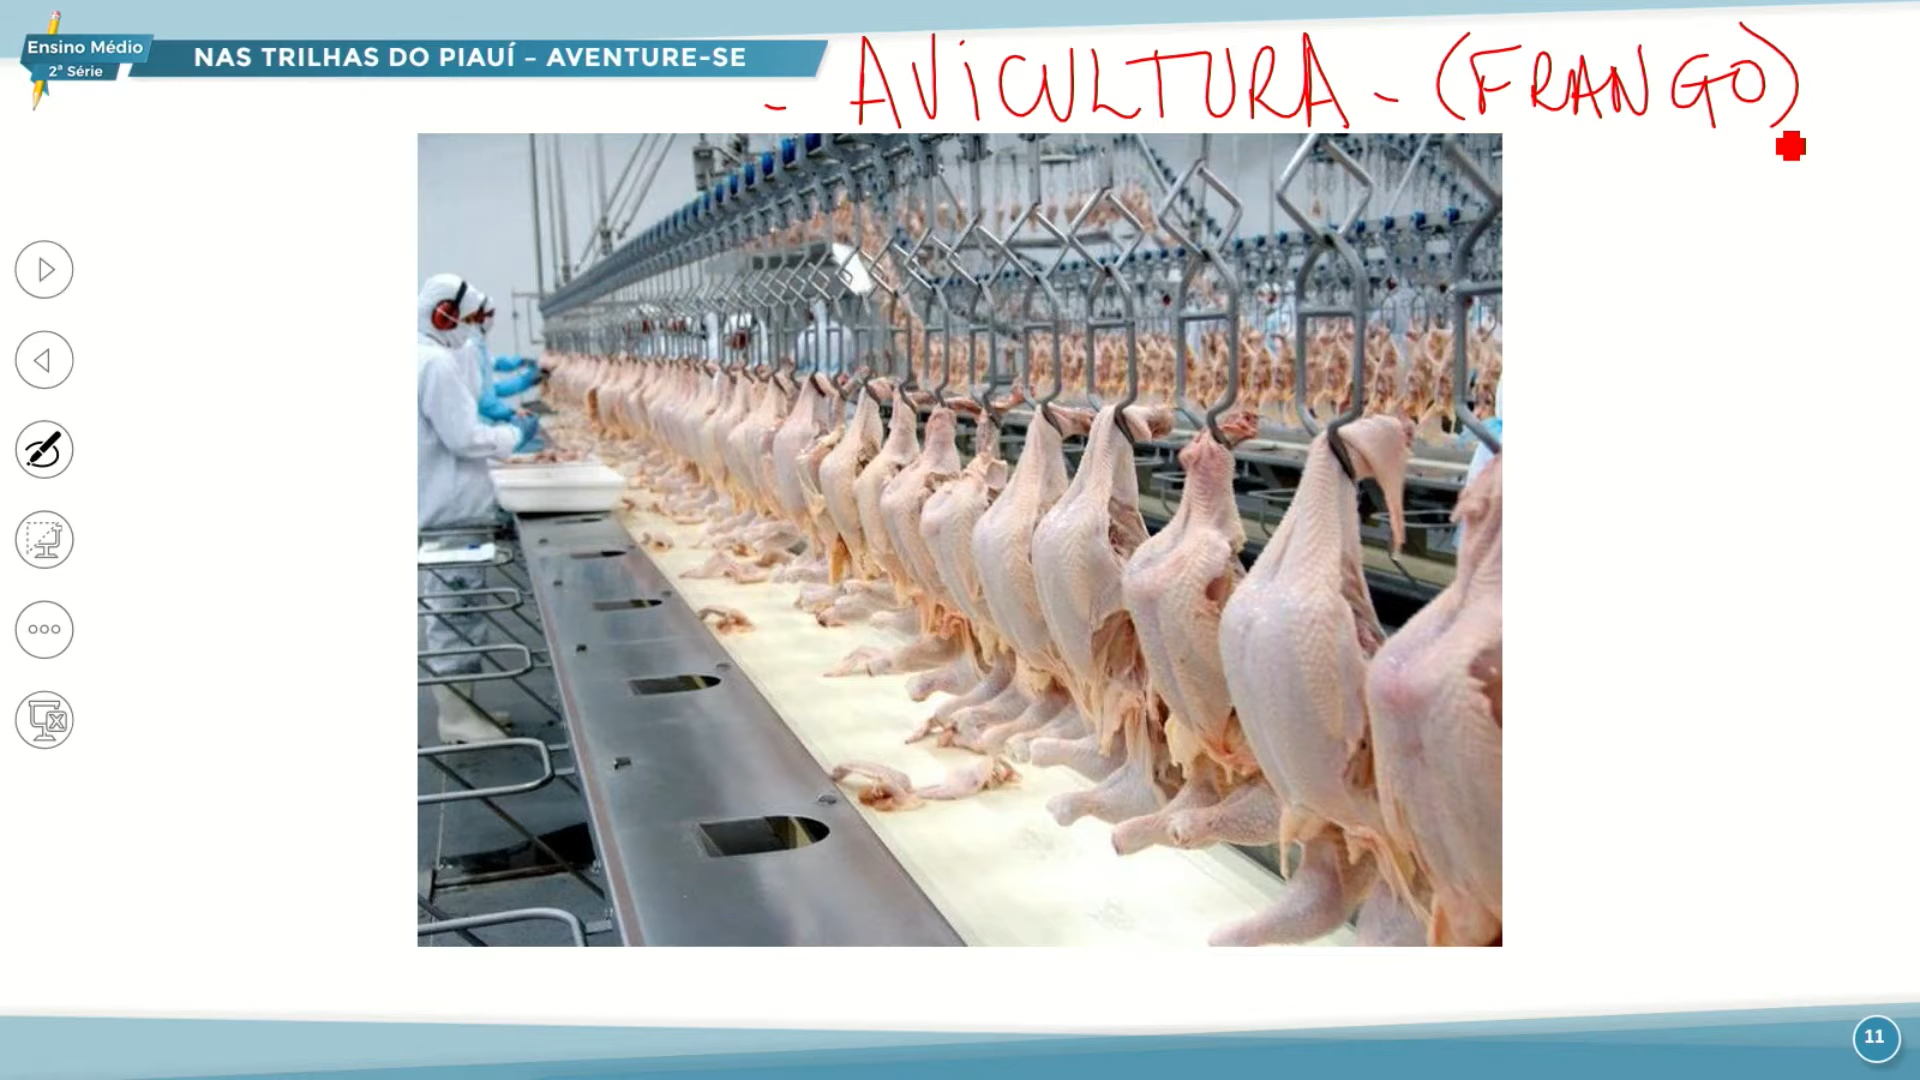 Ensino Médio
2ª Série
NAS TRILHAS DO PIAUÍ – AVENTURE-SE
- AVICULTURA - (FRANGO)
11